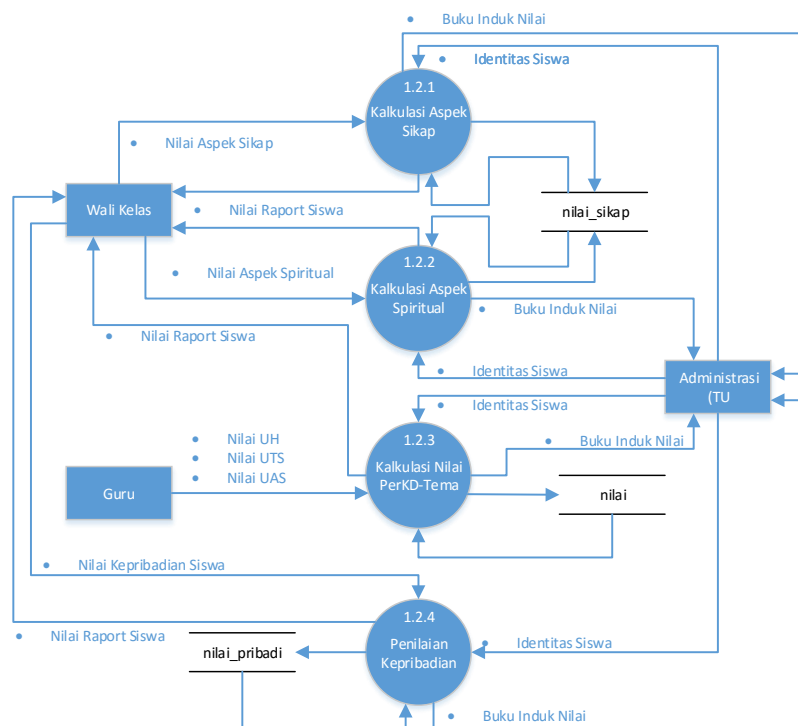 • Buku Induk Nilai
• Identitas Siswa
1.2.1
Kalkulasi Aspek
Sikap
• Nilai Aspek Sikap
Wali Kelas
• Nilai Raport Siswa
nilai_sikap
1.2.2
Kalkulasi Aspek
Spiritual
• Nilai Aspek Spiritual
• Buku Induk Nilai
• Nilai Raport Siswa
• Identitas Siswa
Administrasi
(TU
• Identitas Siswa
• Nilai UH
• Nilai UTS
• Nilai UAS
1.2.3
Kalkulasi Nilai
PerKD-Tema
• Buku Induk Nilai
Guru
nilai
• Nilai Kepribadian Siswa
1.2.4
Penilaian
Kepribadian
• Nilai Raport Siswa
• Identitas Siswa
nilai_pribadi
• Buku Induk Nilai